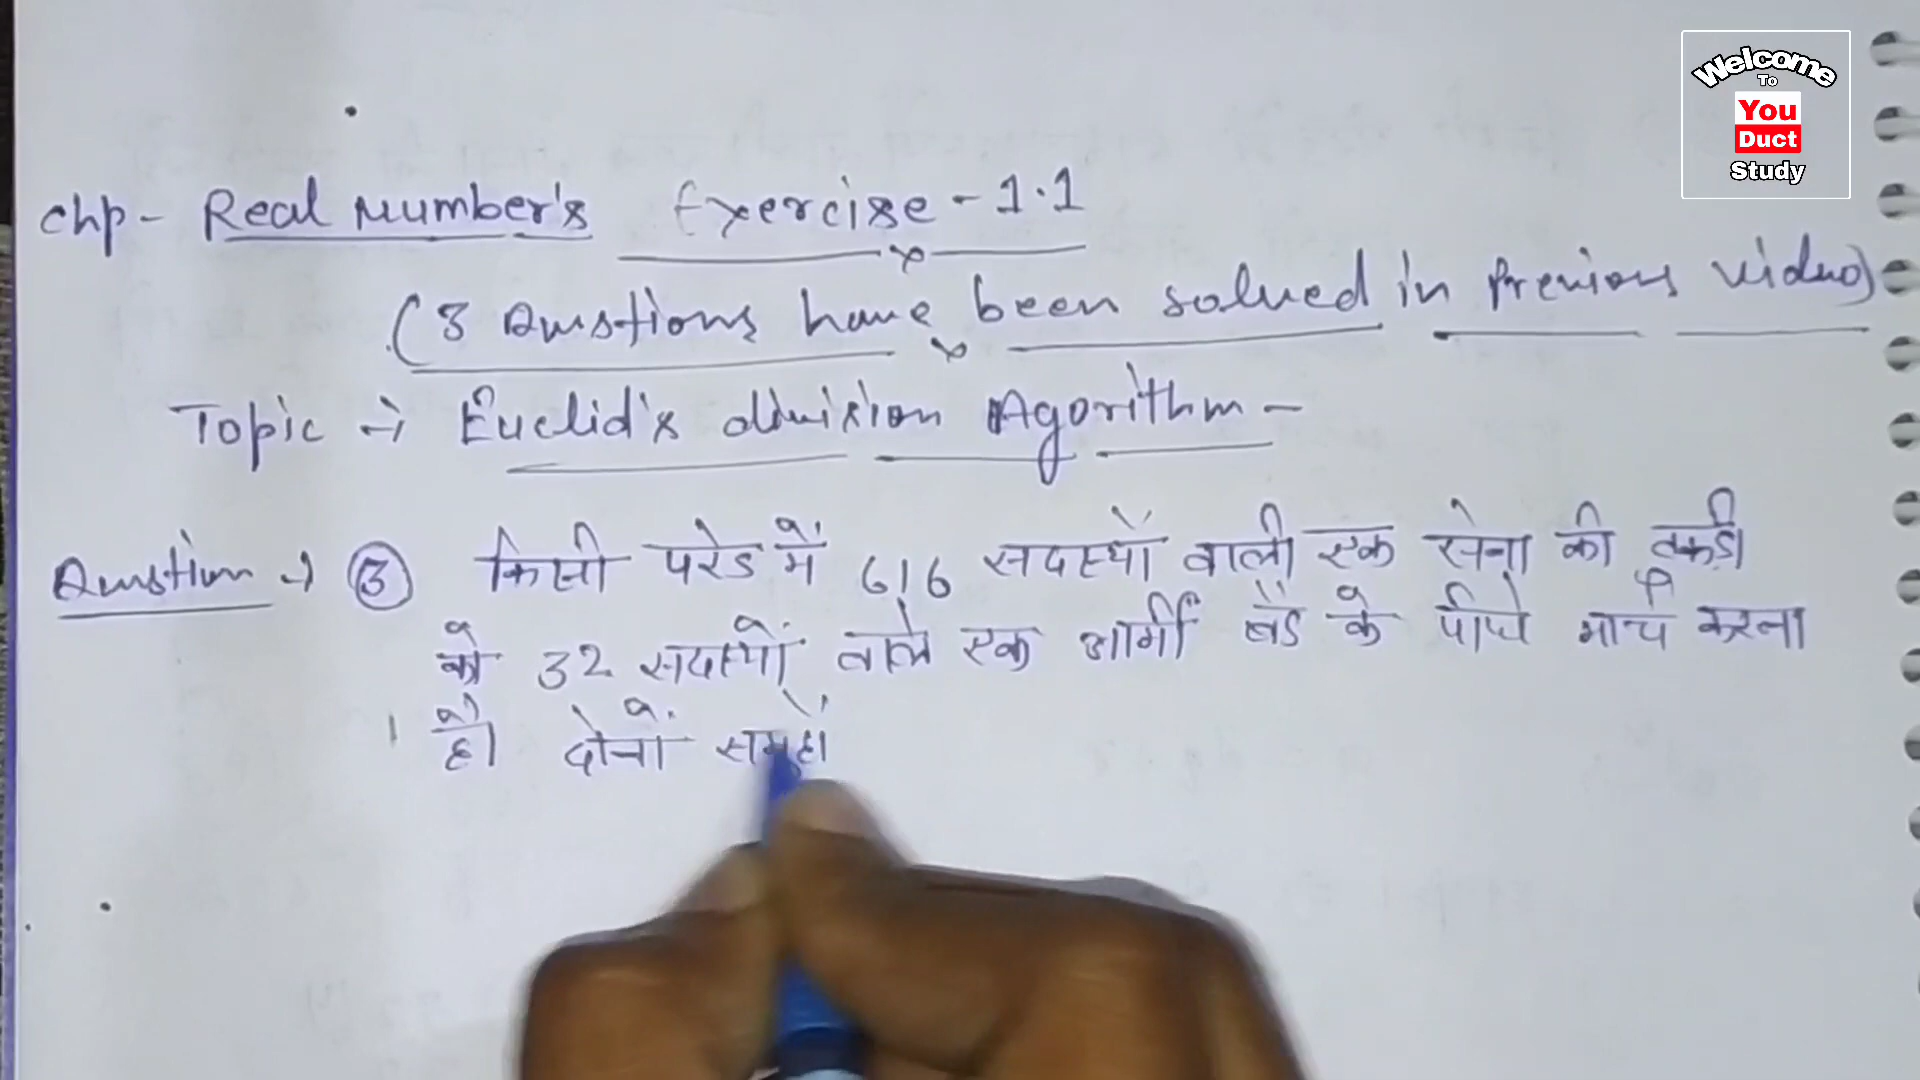 Welcome
To
You
Duct
Study
Chp - Real Number's Exercise - 1.1
(3 Questions have been solved in Previous video)
Topic → Euclid's division Algorithm -
Question → ③ किसी परेड में 616 सदस्यों वाली एक सेना की टुकड़ी
को 32 सदस्यों वाले एक आर्मी बैंड के पीछे मार्च करना
है। दोनों समुहों